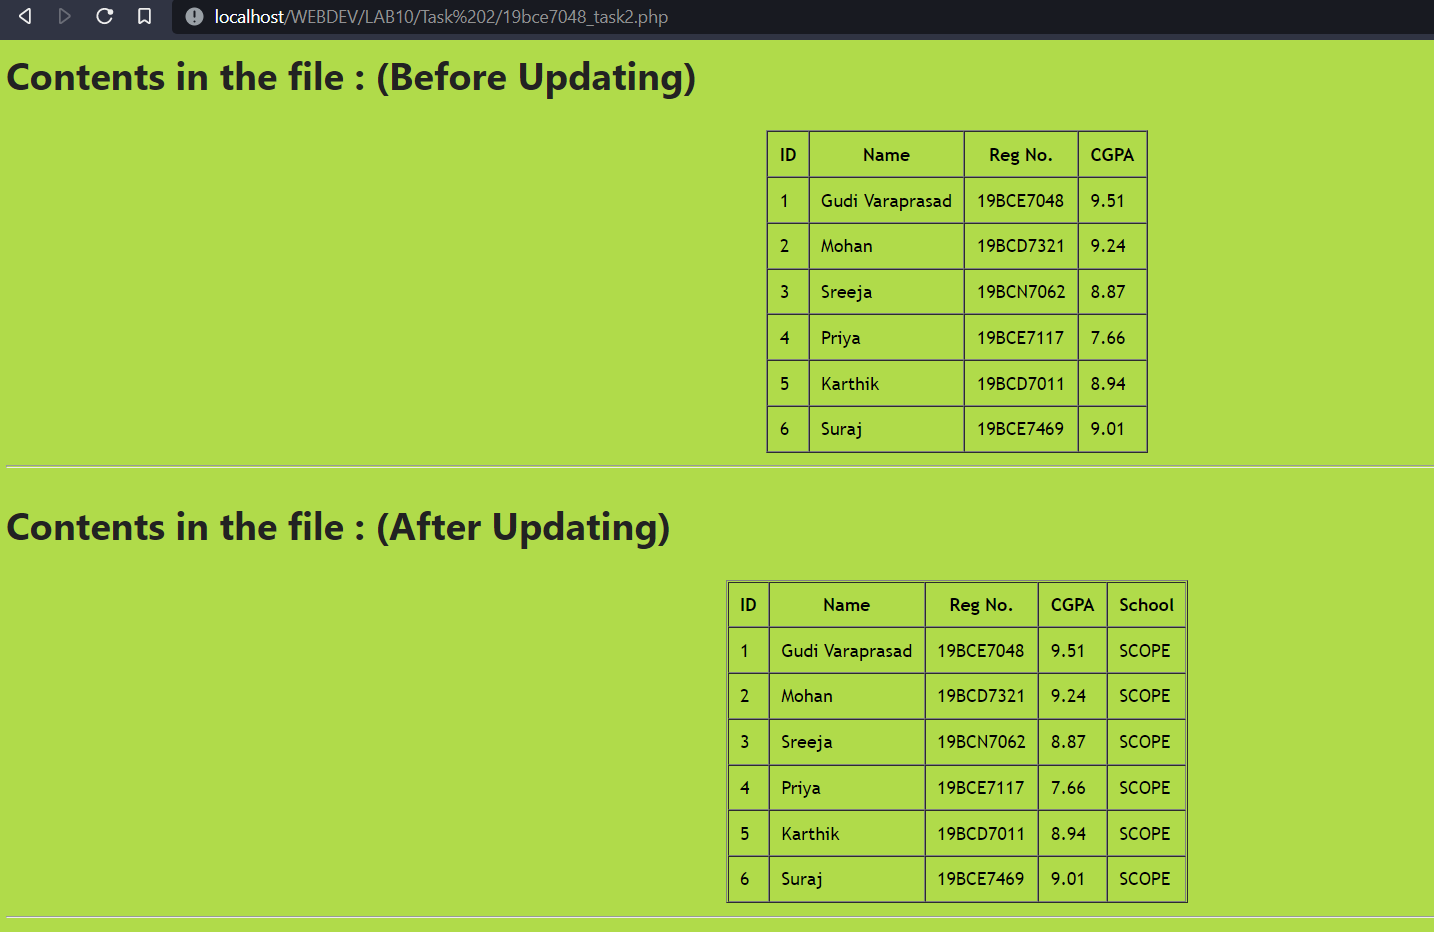 localhost/WEBDEV/LAB10/Task%202/19bce7048_task2.php
Contents in the file : (Before Updating)
ID Name Reg No. CGPA
1 Gudi Varaprasad 19BCE7048 9.51
2 Mohan 19BCD7321 9.24
3 Sreeja 19BCN7062 8.87
4 Priya 19BCE7117 7.66
5 Karthik 19BCD7011 8.94
6 Suraj 19BCE7469 9.01
Contents in the file : (After Updating)
ID Name Reg No. CGPA School
1 Gudi Varaprasad 19BCE7048 9.51 SCOPE
2 Mohan 19BCD7321 9.24 SCOPE
3 Sreeja 19BCN7062 8.87 SCOPE
4 Priya 19BCE7117 7.66 SCOPE
5 Karthik 19BCD7011 8.94 SCOPE
6 Suraj 19BCE7469 9.01 SCOPE